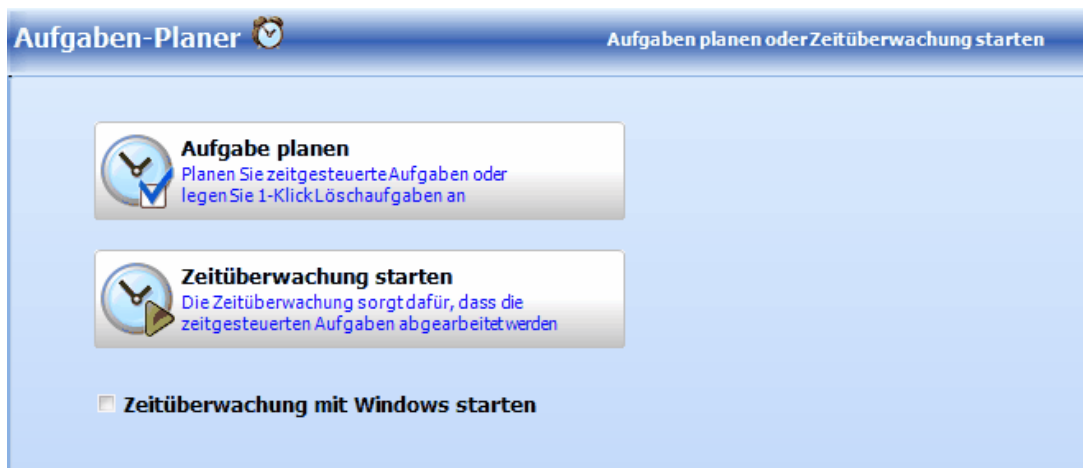 Aufgaben-Planer
Aufgaben planen oder Zeitüberwachung starten
Aufgabe planen
Planen Sie zeitgesteuerte Aufgaben oder
legen Sie 1-Klick Löschaufgaben an
Zeitüberwachung starten
Die Zeitüberwachung sorgt dafür, dass die
zeitgesteuerten Aufgaben abgearbeitet werden
Zeitüberwachung mit Windows starten